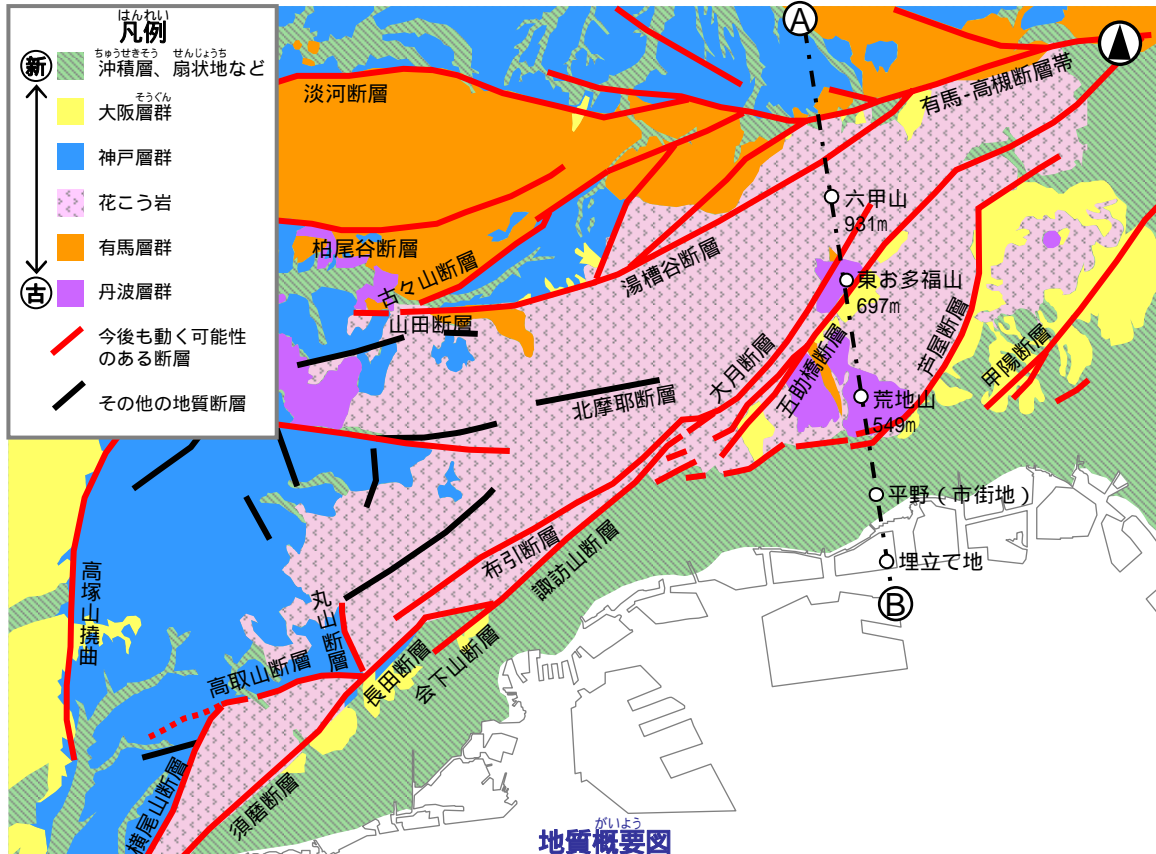 はんれい
凡例
新
ちゅうせきそう せんじょうち
沖積層、扇状地など
そうぐん
大阪層群
神戸層群
花こう岩
有馬層群
古
丹波層群
今後も動く可能性
のある断層
その他の地質断層
A
淡河断層
有馬-高槻断層帯
六甲山
931m
柏尾谷断層
古々山断層
湯槽谷断層
東お多福山
697m
山田断層
大月断層
五助橋断層
芦屋断層
甲陽断層
北摩耶断層
荒地山
549m
平野(市街地)
布引断層
諏訪山断層
埋立て地
B
高塚山撓曲
丸山断層
高取山断層
長田断層
会下山断層
横尾山断層
須磨断層
がいよう
地質概要図